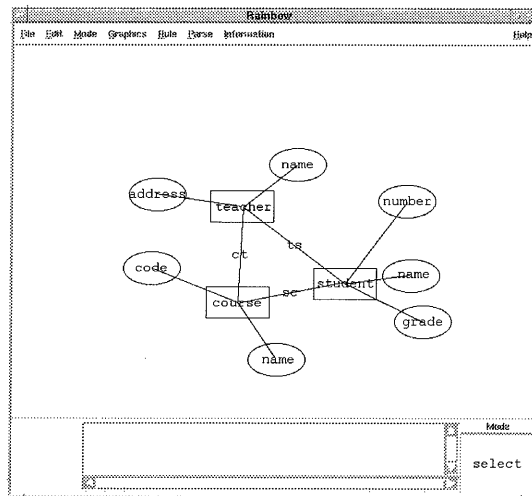 Rainbow
File Edit Mode Graphics Rule Parse Information Help
name
address
teacher
number
ct
ts
code
name
student
sc
course
grade
name
Mode
select